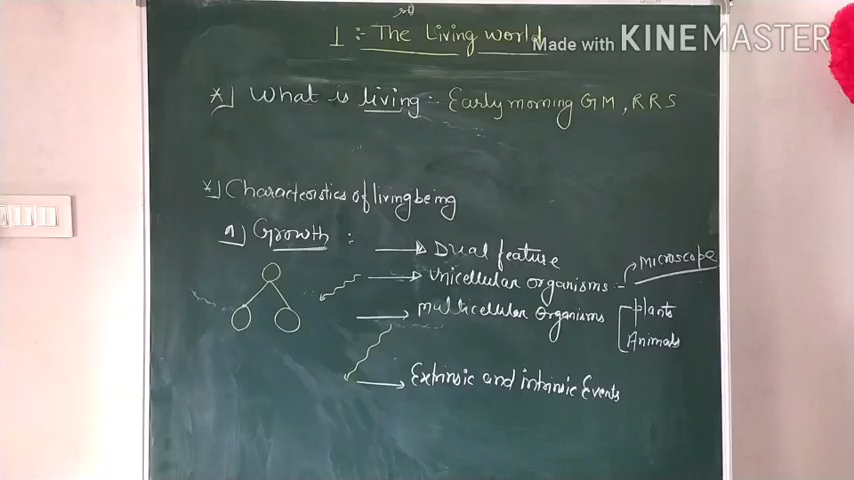 1 :- The Living world
Made with KINEMASTER
*] What is living :- Early morning GM, RRS
*] Characteristics of living being
1) Growth :
→ Dual feature
→ Unicellular organisms - Microscope
→ Multicellular Organisms
Plants
Animals
→ Extrinsic and intrinsic Events